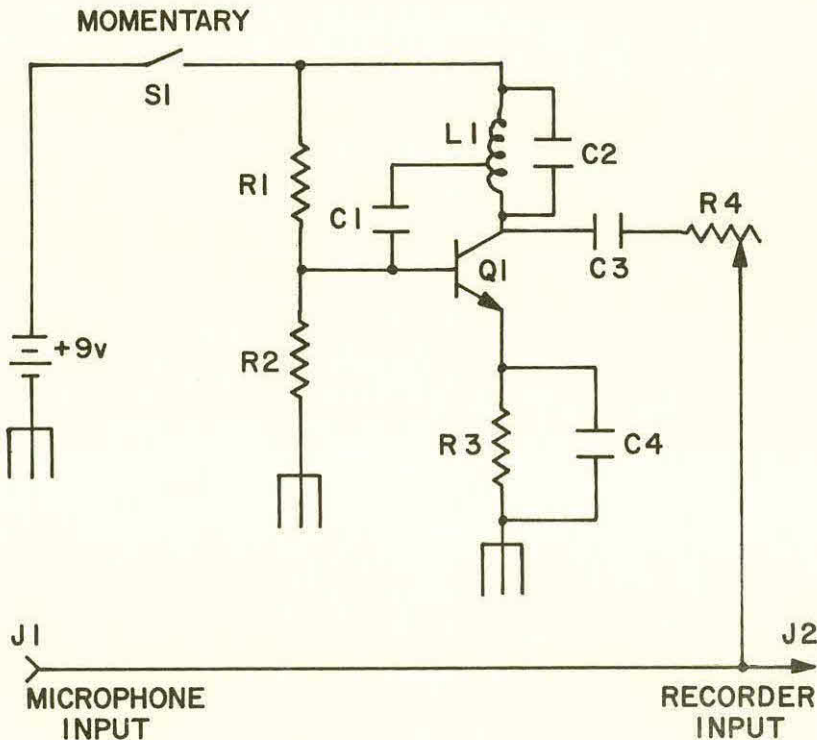 MOMENTARY
S1
L1
C2
R1
C1
R4
Q1
C3
+9v
R2
R3
C4
J1
J2
MICROPHONE
INPUT
RECORDER
INPUT